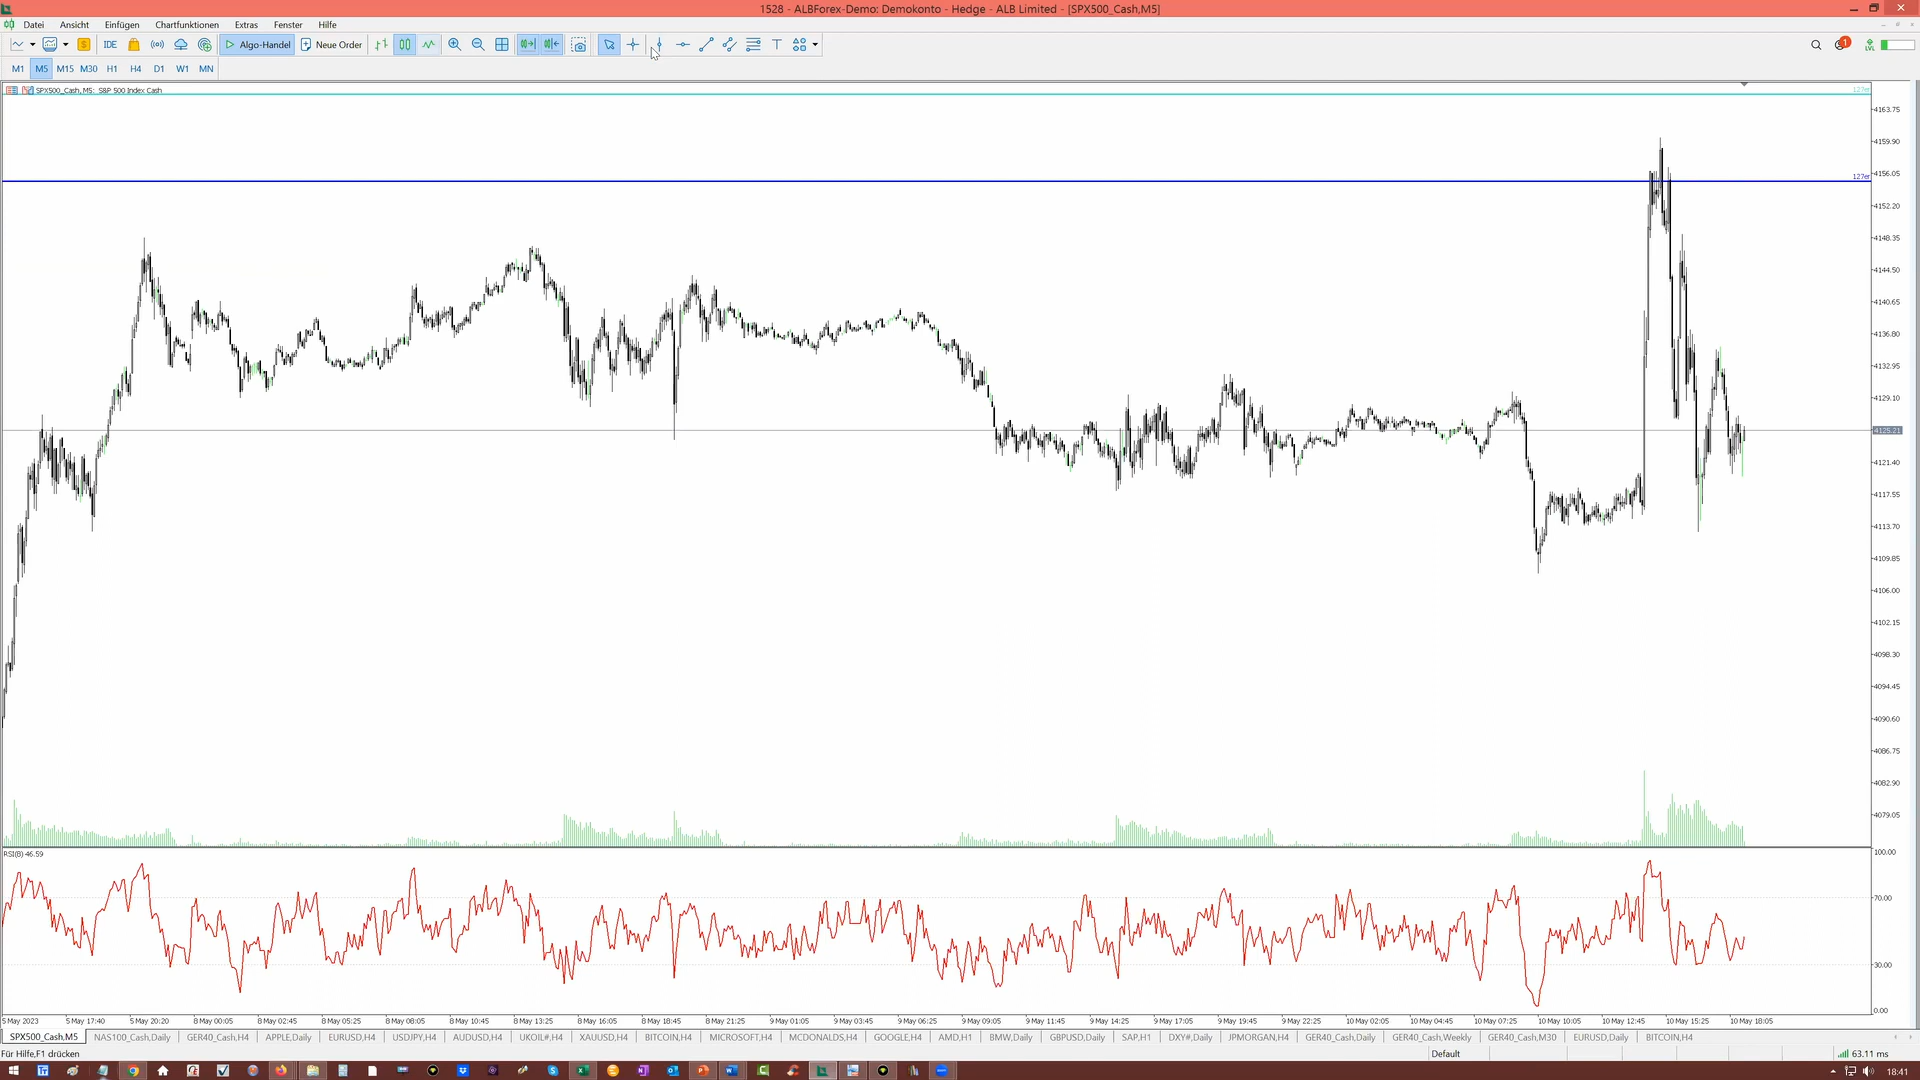 1528 - ALBForex-Demo: Demokonto - Hedge - ALB Limited - [SPX500_Cash,M5]
Datei Ansicht Einfügen Chartfunktionen Extras Fenster Hilfe
IDE Algo-Handel Neue Order 1 LVL
M1 M5 M15 M30 H1 H4 D1 W1 MN
SPX500_Cash, M5: S&P 500 Index Cash
127er
4163.75
4159.90
127er
4156.05
4152.20
4148.35
4144.50
4140.65
4136.80
4132.95
4129.10
4125.21
4121.40
4117.55
4113.70
4109.85
4106.00
4102.15
4098.30
4094.45
4090.60
4086.75
4082.90
4079.05
RSI(8) 46.59
100.00
70.00
30.00
0.00
5 May 2023 5 May 17:40 5 May 20:20 8 May 00:05 8 May 02:45 8 May 05:25 8 May 08:05 8 May 10:45 8 May 13:25 8 May 16:05 8 May 18:45 8 May 21:25 9 May 01:05 9 May 03:45 9 May 06:25 9 May 09:05 9 May 11:45 9 May 14:25 9 May 17:05 9 May 19:45 9 May 22:25 10 May 02:05 10 May 04:45 10 May 07:25 10 May 10:05 10 May 12:45 10 May 15:25 10 May 18:05
SPX500_Cash,M5 NAS100_Cash,Daily GER40_Cash,H4 APPLE,Daily EURUSD,H4 USDJPY,H4 AUDUSD,H4 UKOIL#,H4 XAUUSD,H4 BITCOIN,H4 MICROSOFT,H4 MCDONALDS,H4 GOOGLE,H4 AMD,H1 BMW,Daily GBPUSD,Daily SAP,H1 DXY#,Daily JPMORGAN,H4 GER40_Cash,Daily GER40_Cash,Weekly GER40_Cash,M30 EURUSD,Daily BITCOIN,H4
Für Hilfe,F1 drücken Default 63.11 ms
18:41